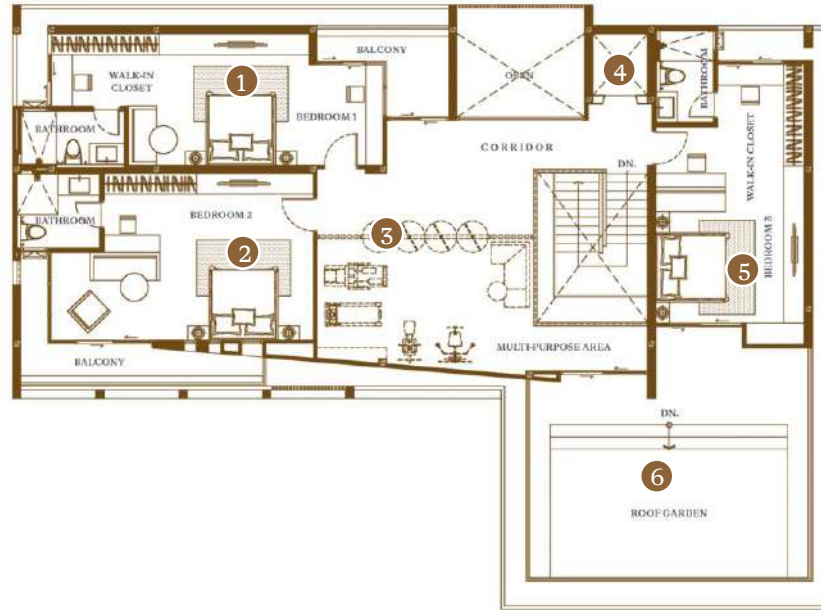 BALCONY
OPEN
4
BATHROOM
1
WALK-IN
CLOSET
BEDROOM 1
BATHROOM
CORRIDOR
WALK-IN CLOSET
DN.
BATHROOM
BEDROOM 2
3
2
5
BEDROOM 3
MULTI-PURPOSE AREA
BALCONY
DN.
6
ROOF GARDEN